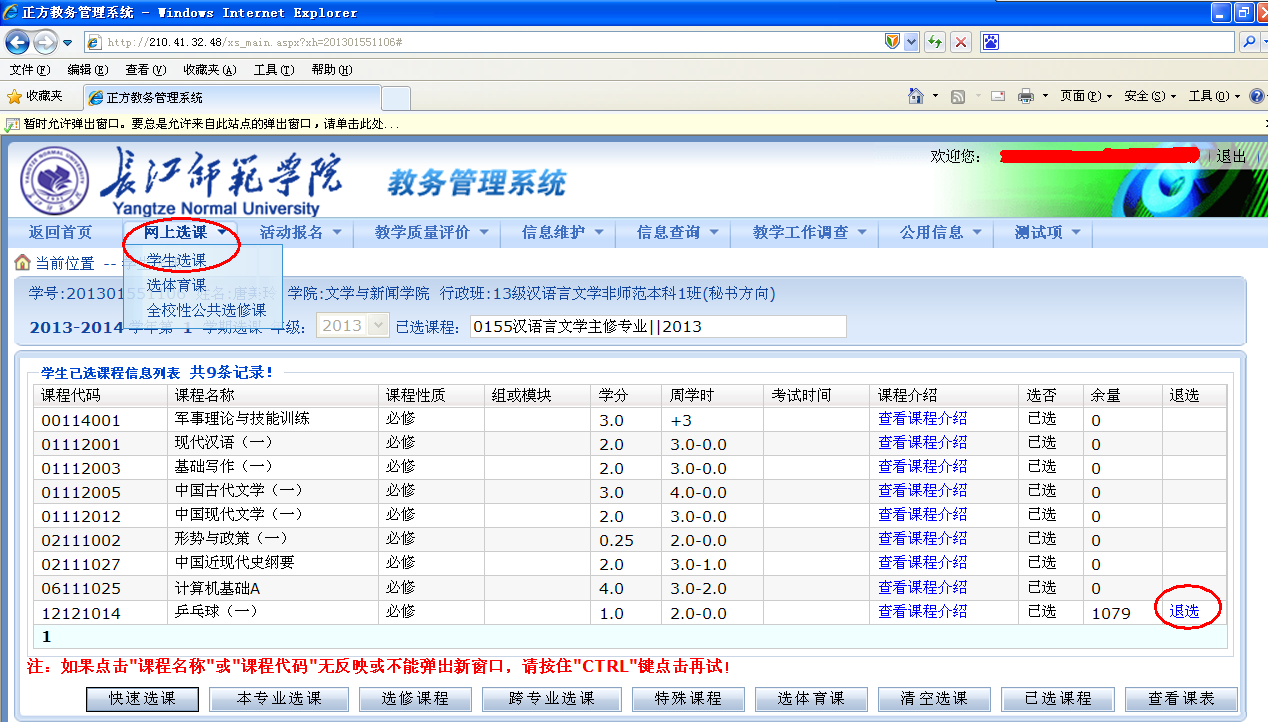 正方教务管理系统 - Windows Internet Explorer
http://210.41.32.48/xs_main.aspx?xh=201301551106#
文件(F) 编辑(E) 查看(V) 收藏夹(A) 工具(T) 帮助(H)
收藏夹 正方教务管理系统 页面(P) 安全(S) 工具(O)
暂时允许弹出窗口。要总是允许来自此站点的弹出窗口，请单击此处...
长江师范学院 教务管理系统 欢迎您： 退出
Yangtze Normal University
返回首页 网上选课 活动报名 教学质量评价 信息维护 信息查询 教学工作调查 公用信息 测试项
当前位置 --
学生选课
选体育课
全校性公共选修课
学号:201301551106 学院:文学与新闻学院 行政班:13级汉语言文学非师范本科1班(秘书方向)
2013-2014 学年第 1 学期选课 年级： 2013 已选课程： 0155汉语言文学主修专业||2013
学生已选课程信息列表 共9条记录！
课程代码 课程名称 课程性质 组或模块 学分 周学时 考试时间 课程介绍 选否 余量 退选
00114001 军事理论与技能训练 必修 3.0 +3 查看课程介绍 已选 0
01112001 现代汉语（一） 必修 2.0 3.0-0.0 查看课程介绍 已选 0
01112003 基础写作（一） 必修 2.0 3.0-0.0 查看课程介绍 已选 0
01112005 中国古代文学（一） 必修 3.0 4.0-0.0 查看课程介绍 已选 0
01112012 中国现代文学（一） 必修 2.0 3.0-0.0 查看课程介绍 已选 0
02111002 形势与政策（一） 必修 0.25 2.0-0.0 查看课程介绍 已选 0
02111027 中国近现代史纲要 必修 2.0 3.0-1.0 查看课程介绍 已选 0
06111025 计算机基础A 必修 4.0 3.0-2.0 查看课程介绍 已选 0
12121014 乒乓球（一） 必修 1.0 2.0-0.0 查看课程介绍 已选 1079 退选
1
注：如果点击"课程名称"或"课程代码"无反映或不能弹出新窗口，请按住"CTRL"键点击再试！
快速选课 本专业选课 选修课程 跨专业选课 特殊课程 选体育课 清空选课 已选课程 查看课表